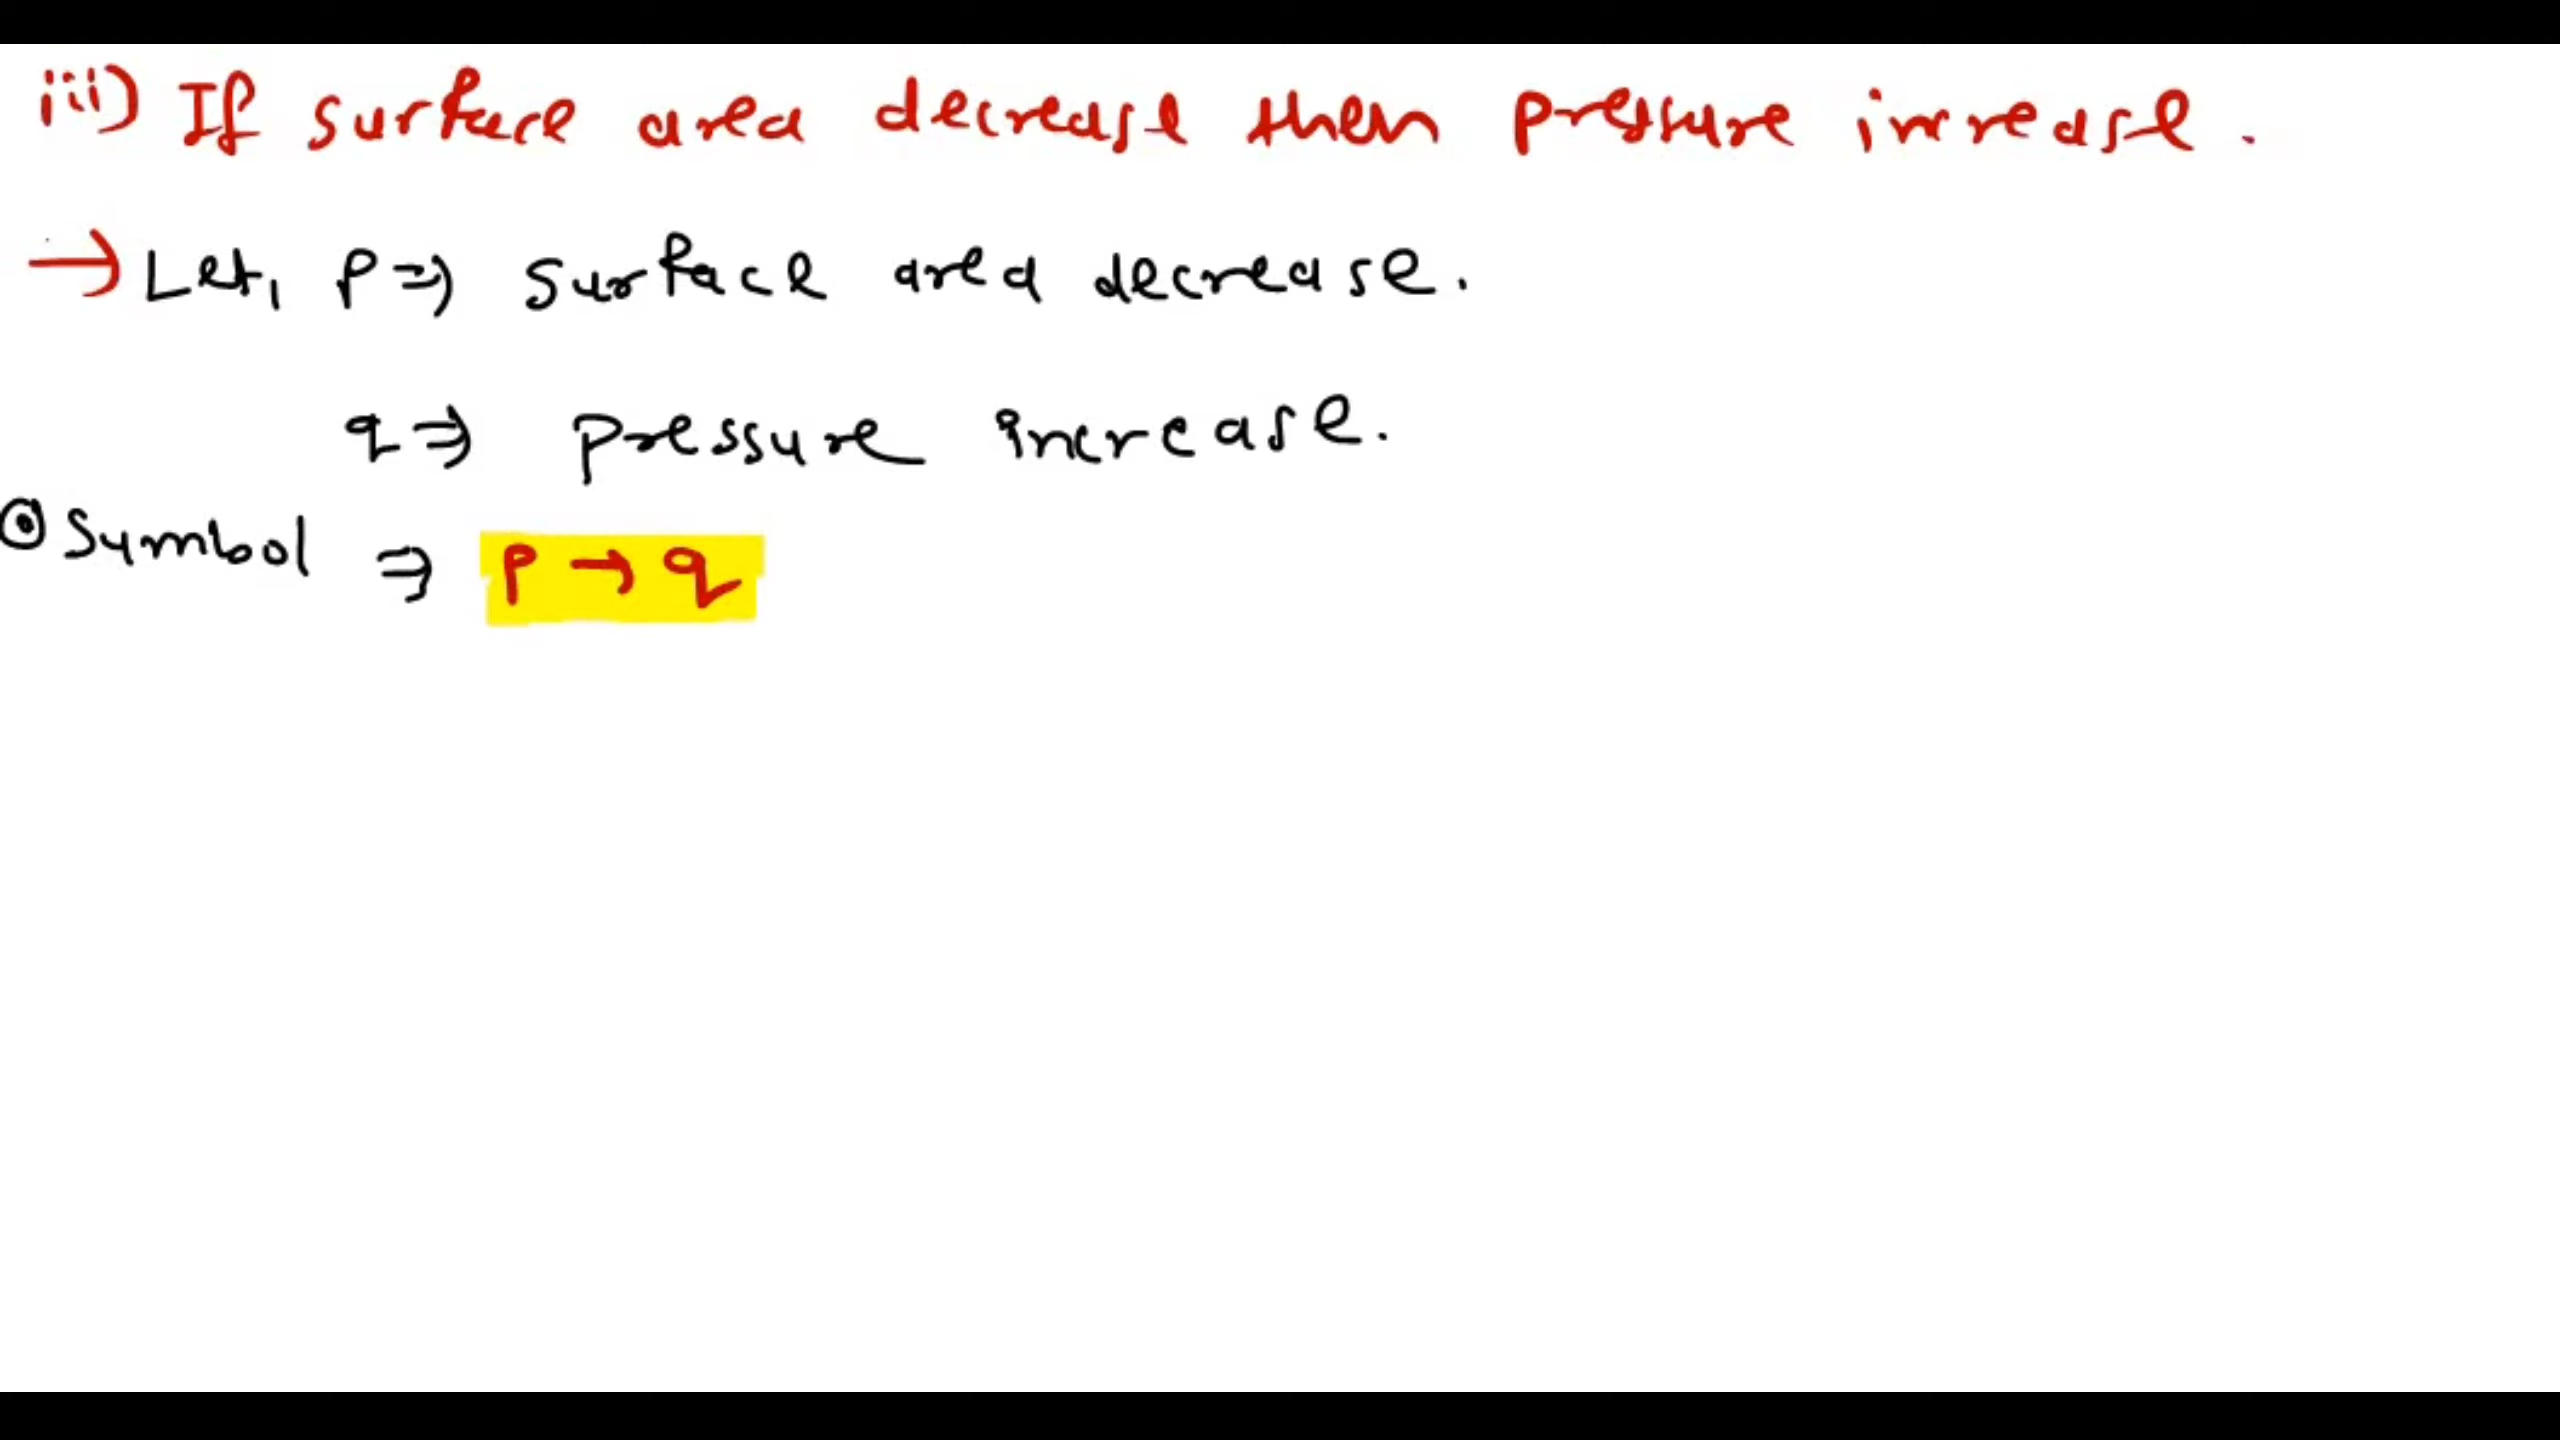 iii) If surface area decrease then pressure increase.
→ Let, p ⇒ surface area decrease.
q ⇒ pressure increase.
⊙ Symbol ⇒ p → q